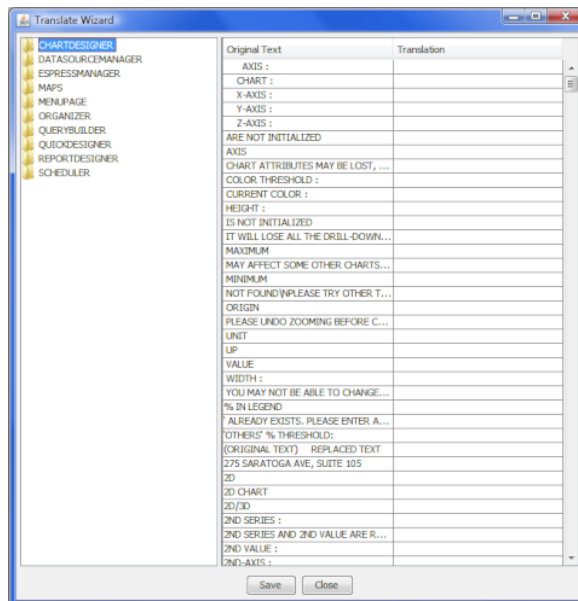 Translate Wizard
CHARTDESIGNER
DATASOURCEMANAGER
ESPRESSMANAGER
MAPS
MENUPAGE
ORGANIZER
QUERYBUILDER
QUICKDESIGNER
REPORTDESIGNER
SCHEDULER
Original Text Translation
AXIS :
CHART :
X-AXIS :
Y-AXIS :
Z-AXIS :
ARE NOT INITIALIZED
AXIS
CHART ATTRIBUTES MAY BE LOST, ...
COLOR THRESHOLD :
CURRENT COLOR :
HEIGHT :
IS NOT INITIALIZED
IT WILL LOSE ALL THE DRILL-DOWN...
MAXIMUM
MAY AFFECT SOME OTHER CHARTS...
MINIMUM
NOT FOUND\NPLEASE TRY OTHER T...
ORIGIN
PLEASE UNDO ZOOMING BEFORE C...
UNIT
UP
VALUE
WIDTH :
YOU MAY NOT BE ABLE TO CHANGE...
% IN LEGEND
' ALREADY EXISTS. PLEASE ENTER A...
'OTHERS' % THRESHOLD:
(ORIGINAL TEXT) REPLACED TEXT
275 SARATOGA AVE, SUITE 105
2D
2D CHART
2D/3D
2ND SERIES :
2ND SERIES AND 2ND VALUE ARE R...
2ND VALUE :
2ND-AXIS :
Save Close